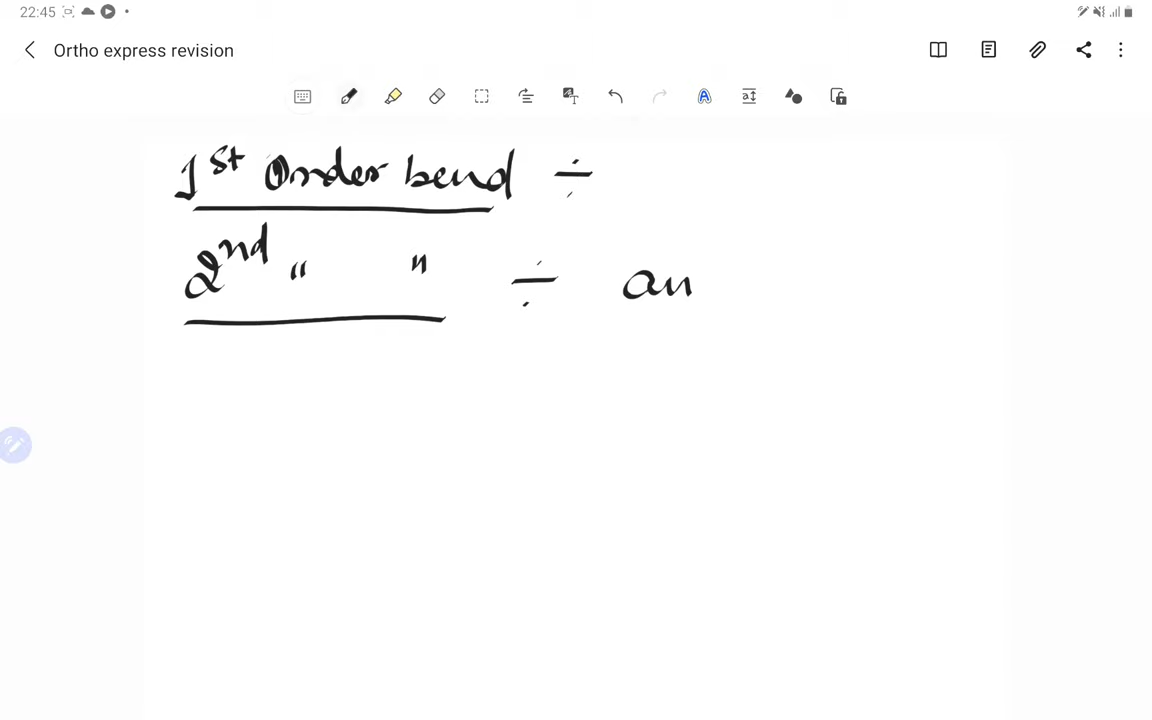 22:45
Ortho express revision
1st Order bend ÷
2nd " " ÷ an